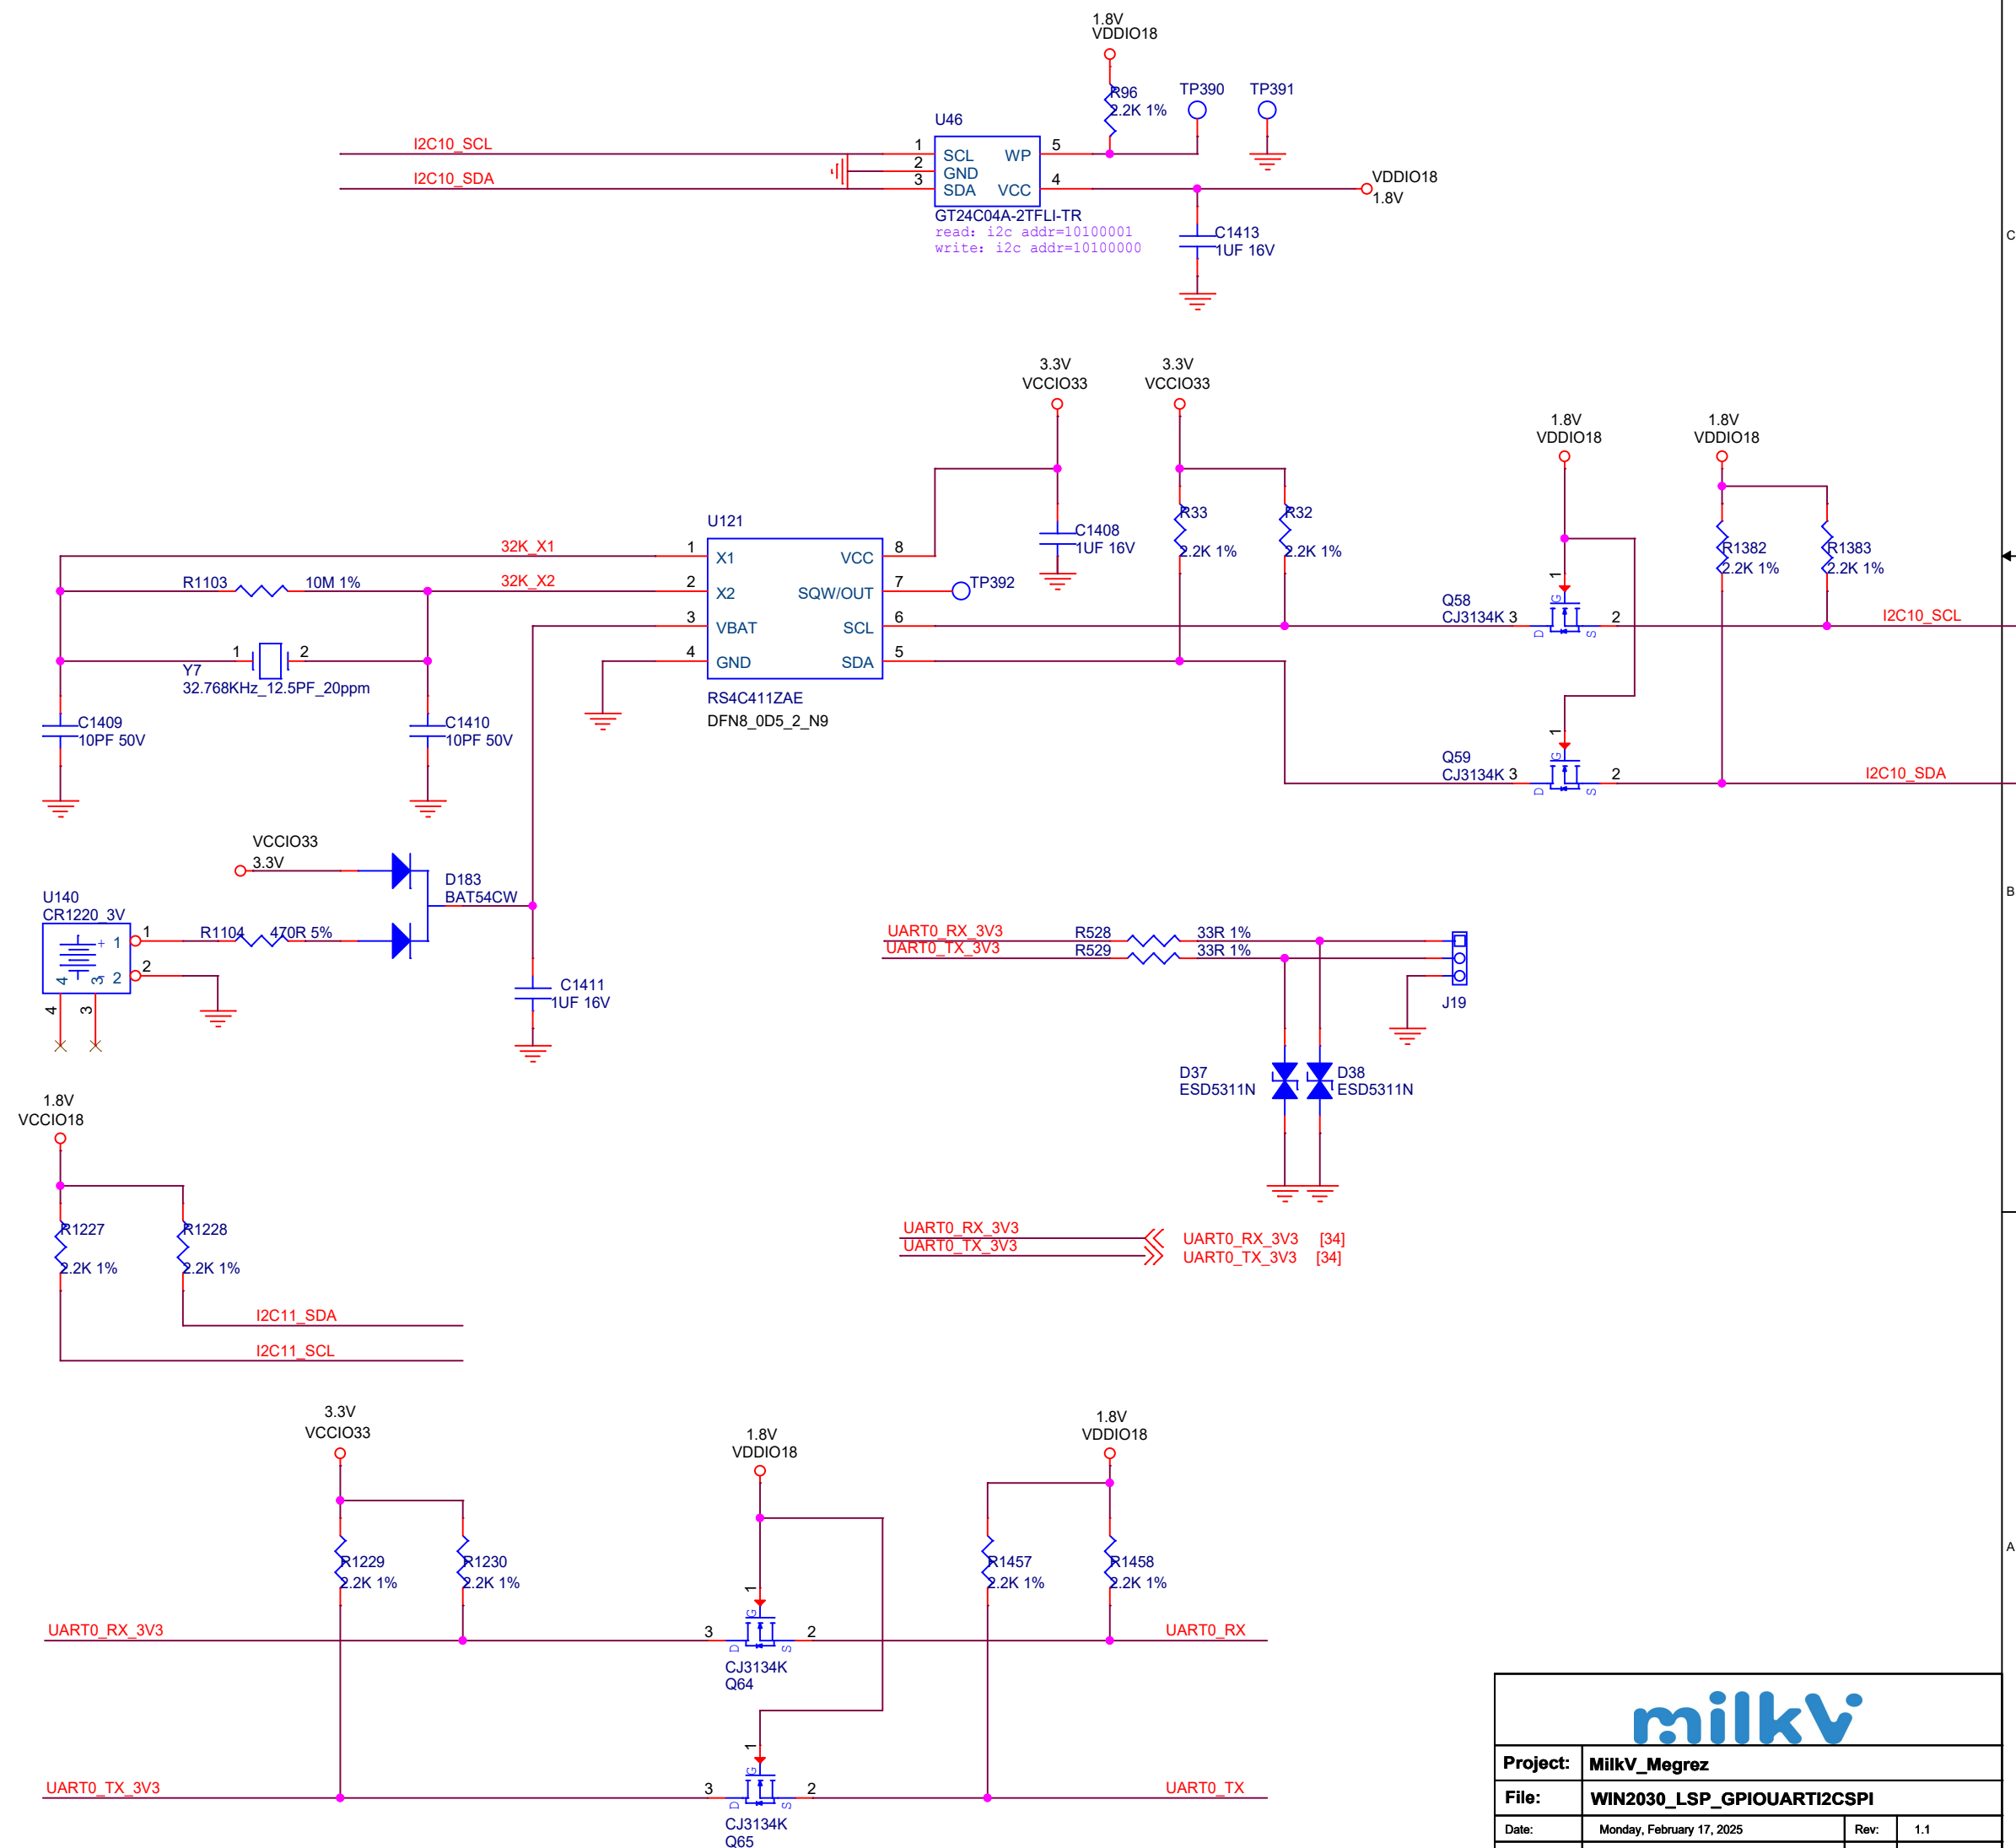 1.8V
VDDIO18
R96
2.2K 1%
TP390
TP391
U46
I2C10_SCL
1
SCL
WP
5
2
GND
I2C10_SDA
3
SDA
VCC
4
VDDIO18
1.8V
GT24C04A-2TFLI-TR
read: i2c addr=10100001
write: i2c addr=10100000
C1413
1UF 16V
C
3.3V
VCCIO33
3.3V
VCCIO33
1.8V
VDDIO18
1.8V
VDDIO18
U121
C1408
1UF 16V
R33
2.2K 1%
R32
2.2K 1%
R1382
2.2K 1%
R1383
2.2K 1%
32K_X1
1
X1
VCC
8
R1103
10M 1%
32K_X2
2
X2
SQW/OUT
7
TP392
3
VBAT
SCL
6
4
GND
SDA
5
RS4C411ZAE
DFN8_0D5_2_N9
1
2
Y7
32.768KHz_12.5PF_20ppm
C1409
10PF 50V
C1410
10PF 50V
Q58
CJ3134K
3
1
G
D
S
2
I2C10_SCL
Q59
CJ3134K
3
1
G
D
S
2
I2C10_SDA
VCCIO33
3.3V
D183
BAT54CW
U140
CR1220_3V
+
1
1
R1104
470R 5%
2
2
4
3
4
3
C1411
1UF 16V
B
UART0_RX_3V3
R528
33R 1%
UART0_TX_3V3
R529
33R 1%
J19
D37
ESD5311N
D38
ESD5311N
1.8V
VCCIO18
R1227
2.2K 1%
R1228
2.2K 1%
I2C11_SDA
I2C11_SCL
UART0_RX_3V3
UART0_RX_3V3 [34]
UART0_TX_3V3
UART0_TX_3V3 [34]
3.3V
VCCIO33
1.8V
VDDIO18
1.8V
VDDIO18
R1229
2.2K 1%
R1230
2.2K 1%
R1457
2.2K 1%
R1458
2.2K 1%
A
UART0_RX_3V3
3
1
G
D
S
2
UART0_RX
CJ3134K
Q64
UART0_TX_3V3
3
1
G
D
S
2
UART0_TX
CJ3134K
Q65
milkV
Project: MilkV_Megrez
File: WIN2030_LSP_GPIOUARTI2CSPI
Date: Monday, February 17, 2025 Rev: 1.1